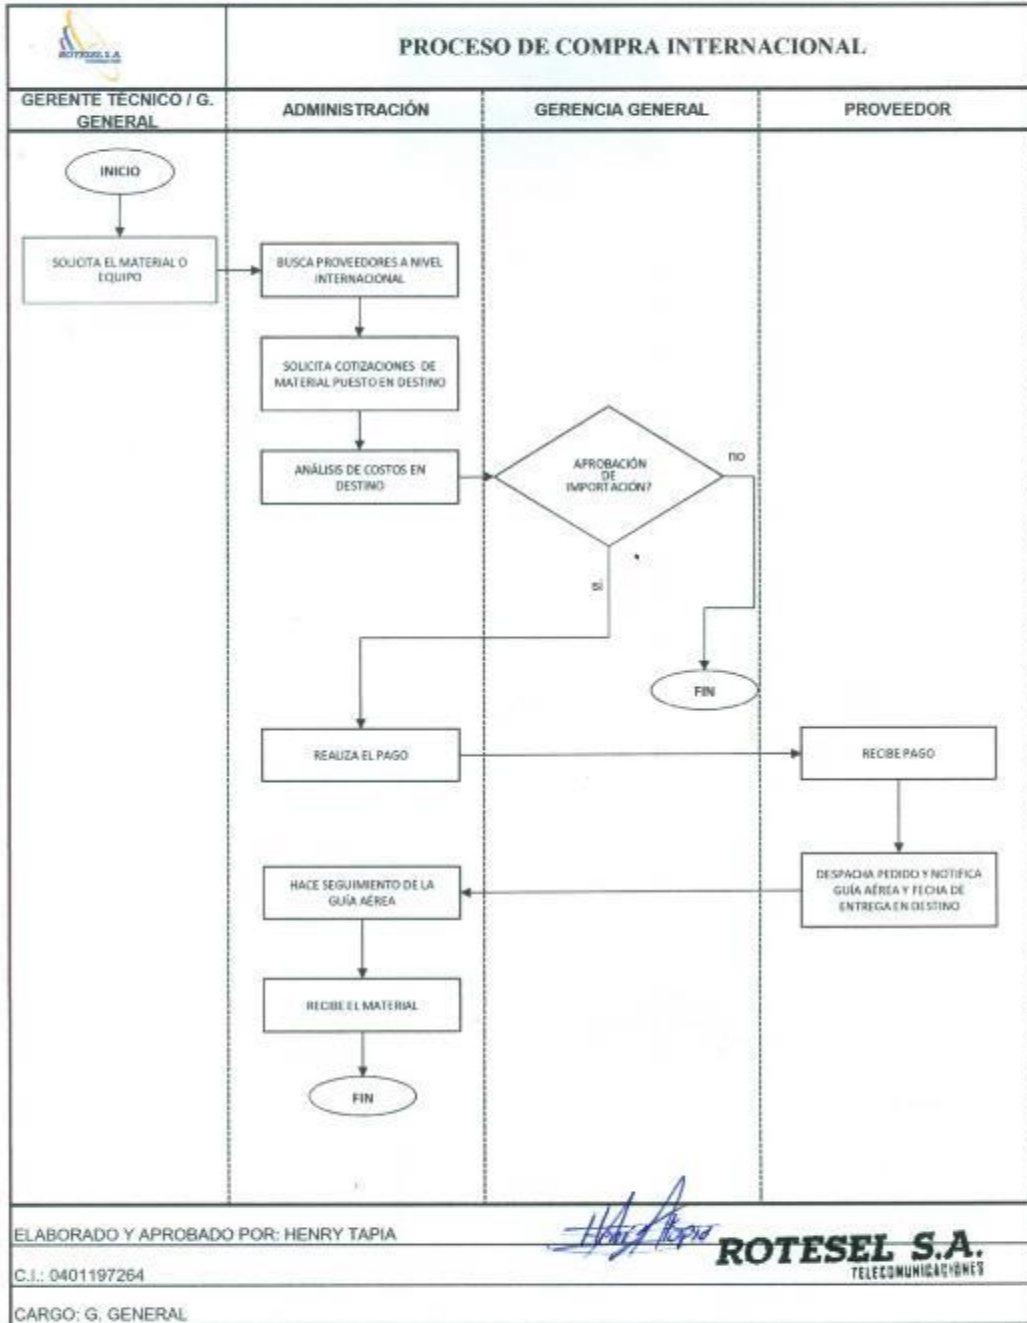 ROTESEL S.A.
PROCESO DE COMPRA INTERNACIONAL
GERENTE TÉCNICO / G.
GENERAL
ADMINISTRACIÓN
GERENCIA GENERAL
PROVEEDOR
INICIO
SOLICITA EL MATERIAL O
EQUIPO
BUSCA PROVEEDORES A NIVEL
INTERNACIONAL
SOLICITA COTIZACIONES DE
MATERIAL PUESTO EN DESTINO
ANÁLISIS DE COSTOS EN
DESTINO
APROBACIÓN
DE
IMPORTACIÓN?
no
si
FIN
REALIZA EL PAGO
RECIBE PAGO
DESPACHA PEDIDO Y NOTIFICA
GUÍA AÉREA Y FECHA DE
ENTREGA EN DESTINO
HACE SEGUIMIENTO DE LA
GUÍA AÉREA
RECIBE EL MATERIAL
FIN
ELABORADO Y APROBADO POR: HENRY TAPIA
ROTESEL S.A.
TELECOMUNICACIONES
C.I.: 0401197264
CARGO: G. GENERAL